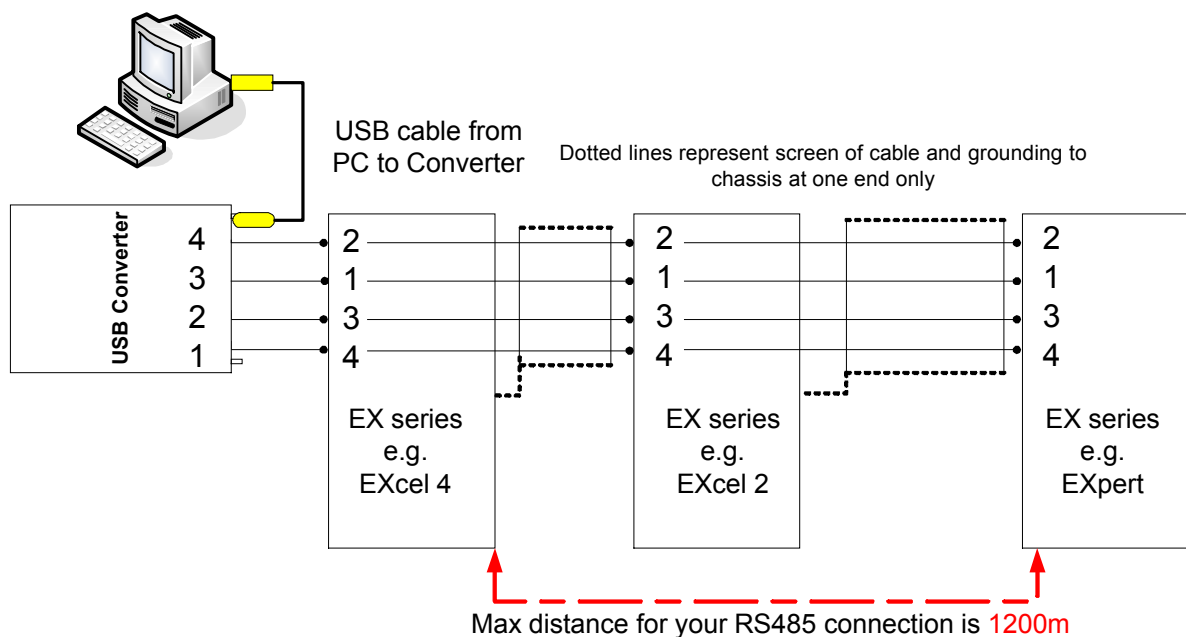 USB cable from
PC to Converter
Dotted lines represent screen of cable and grounding to
chassis at one end only
USB Converter
4
3
2
1
2
1
3
4
EX series
e.g.
EXcel 4
2
1
3
4
EX series
e.g.
EXcel 2
2
1
3
4
EX series
e.g.
EXpert
Max distance for your RS485 connection is 1200m